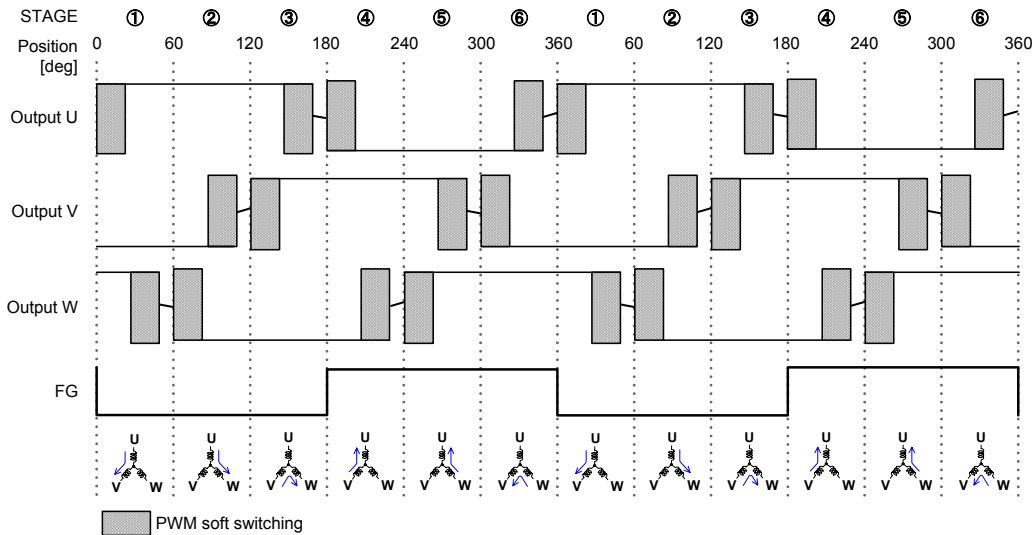 STAGE ① ② ③ ④ ⑤ ⑥ ① ② ③ ④ ⑤ ⑥
Position 0 60 120 180 240 300 360 60 120 180 240 300 360
[deg]
Output U
Output V
Output W
FG
U U U U U U U U U U U U
V W V W V W V W V W V W V W V W V W V W V W V W
PWM soft switching